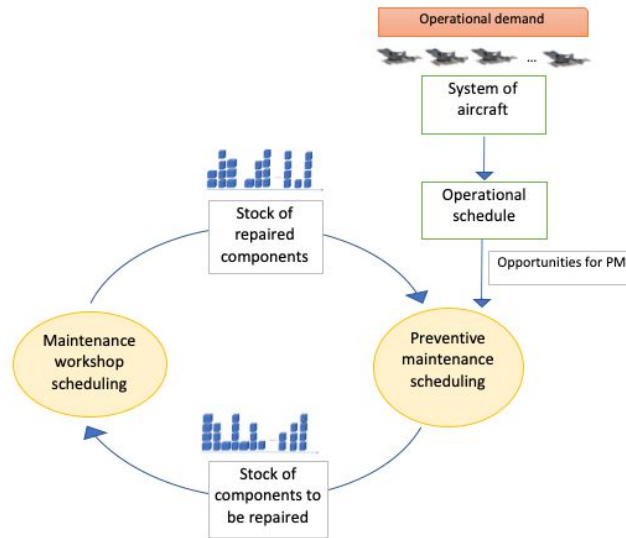 Operational demand
...
System of
aircraft
Operational
schedule
Opportunities for PM
Stock of
repaired
components
Maintenance
workshop
scheduling
Preventive
maintenance
scheduling
Stock of
components to
be repaired